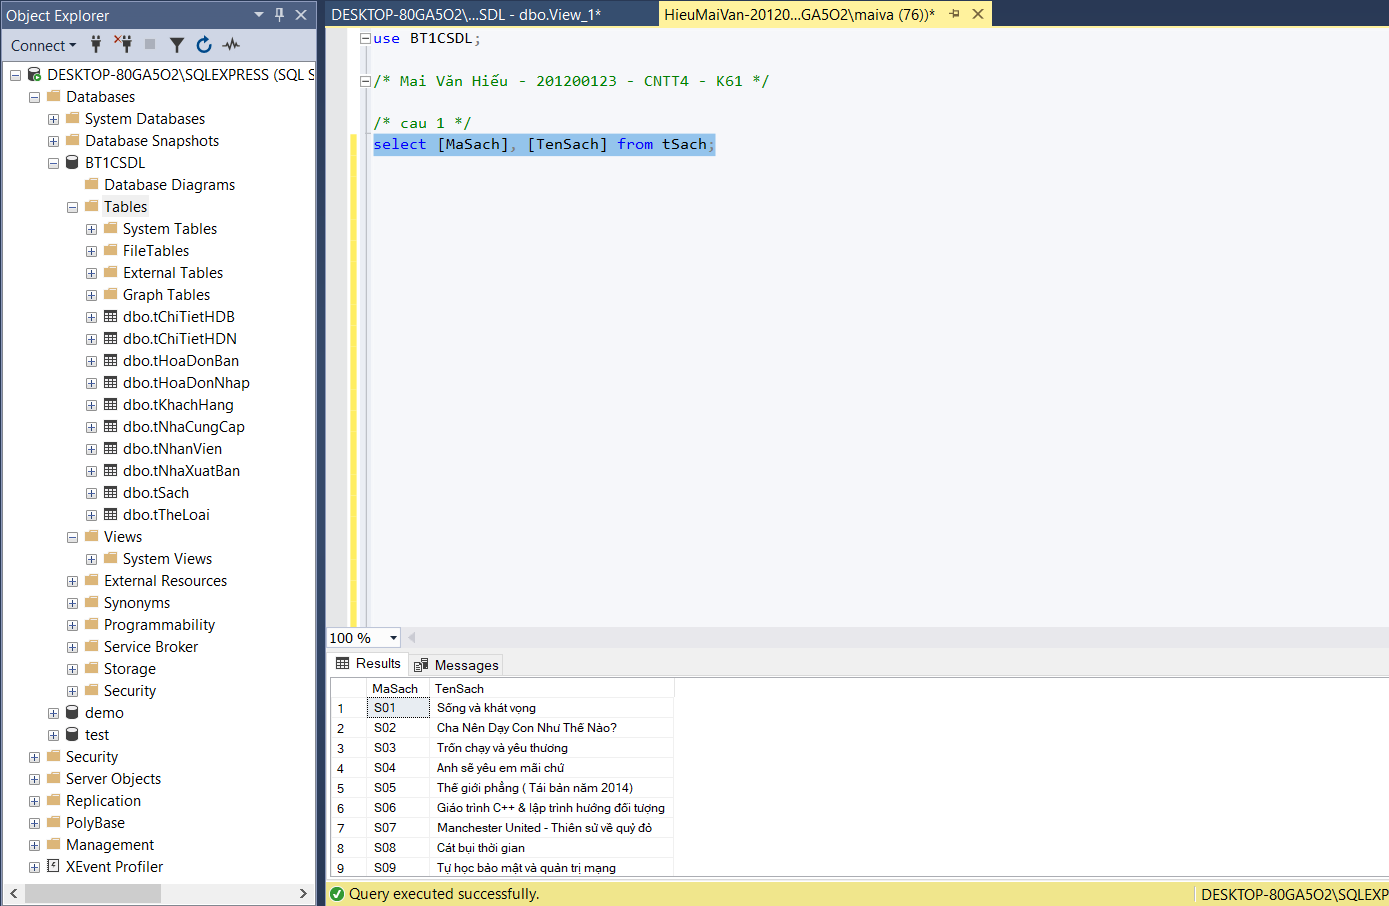 Object Explorer
Connect
DESKTOP-80GA5O2\SQLEXPRESS (SQL S
Databases
System Databases
Database Snapshots
BT1CSDL
Database Diagrams
Tables
System Tables
FileTables
External Tables
Graph Tables
dbo.tChiTietHDB
dbo.tChiTietHDN
dbo.tHoaDonBan
dbo.tHoaDonNhap
dbo.tKhachHang
dbo.tNhaCungCap
dbo.tNhanVien
dbo.tNhaXuatBan
dbo.tSach
dbo.tTheLoai
Views
System Views
External Resources
Synonyms
Programmability
Service Broker
Storage
Security
demo
test
Security
Server Objects
Replication
PolyBase
Management
XEvent Profiler
DESKTOP-80GA5O2\...SDL - dbo.View_1*
HieuMaiVan-20120...GA5O2\maiva (76))*
use BT1CSDL;
/* Mai Văn Hiếu - 201200123 - CNTT4 - K61 */
/* cau 1 */
select [MaSach], [TenSach] from tSach;
100 %
Results Messages
MaSach TenSach
1 S01 Sống và khát vọng
2 S02 Cha Nên Dạy Con Như Thế Nào?
3 S03 Trốn chạy và yêu thương
4 S04 Anh sẽ yêu em mãi chứ
5 S05 Thế giới phẳng ( Tái bản năm 2014)
6 S06 Giáo trình C++ & lập trình hướng đối tượng
7 S07 Manchester United - Thiên sử về quỷ đỏ
8 S08 Cát bụi thời gian
9 S09 Tự học bảo mật và quản trị mạng
Query executed successfully.
DESKTOP-80GA5O2\SQLEXP